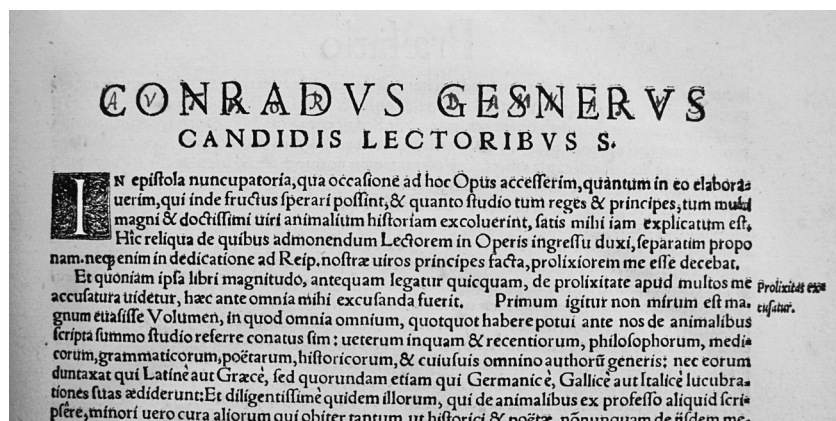 CONRADVS GESNERVS
CANDIDIS LECTORIBVS S.
IN epistola nuncupatoria, qua occasione ad hoc Opus accesserim, quantum in eo elabora-
uerim, qui inde fructus sperari possint, & quanto studio tum reges & principes, tum multi
magni & doctissimi uiri animalium historiam excoluerint, satis mihi iam explicatum est.
Hic reliqua de quibus admonendum Lectorem in Operis ingressu duxi, separatim propo
nam. neqȝ enim in dedicatione ad Reip. nostræ uiros principes facta, prolixiorem me esse decebat.
Et quoniam ipsa libri magnitudo, antequam legatur quicquam, de prolixitate apud multos me
Prolixitas ex-
accusatura uidetur, hæc ante omnia mihi excusanda fuerit. Primum igitur non mirum est ma-
cusatur.
gnum euasisse Volumen, in quod omnia omnium, quotquot habere potui ante nos de animalibus
scripta summo studio referre conatus sim: ueterum inquam & recentiorum, philosophorum, medi-
corum, grammaticorum, poëtarum, historicorum, & cuiusuis omnino authorũ generis: nec eorum
duntaxat qui Latinè aut Græcè, sed quorundam etiam qui Germanicè, Gallicè aut Italicè lucubra-
tiones suas ædiderunt: Et diligentissimè quidem illorum, qui de animalibus ex professo aliquid scri-
psêre, minori uero cura aliorum qui obiter tantum, ut historici & poëtæ, nõnunquam de ijsdem me-